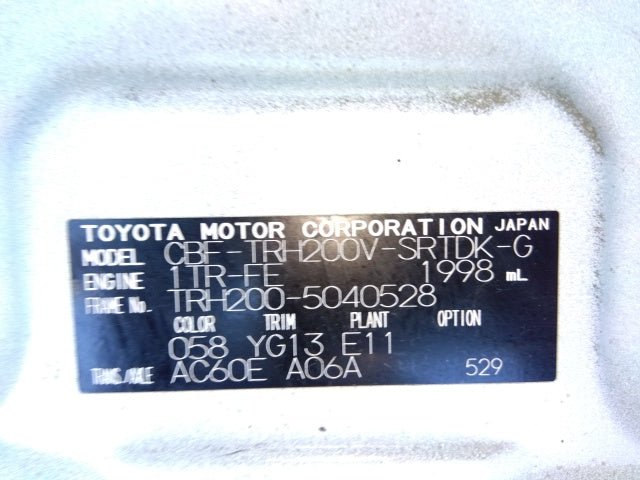 TOYOTA MOTOR CORPORATION JAPAN
MODEL CBF-TRH200V-SRTDK-G
ENGINE 1TR-FE 1998 mL
FRAME No. TRH200-5040528
COLOR TRIM PLANT OPTION
058 YG13 E11
TRANS./AXLE AC60E A06A 529